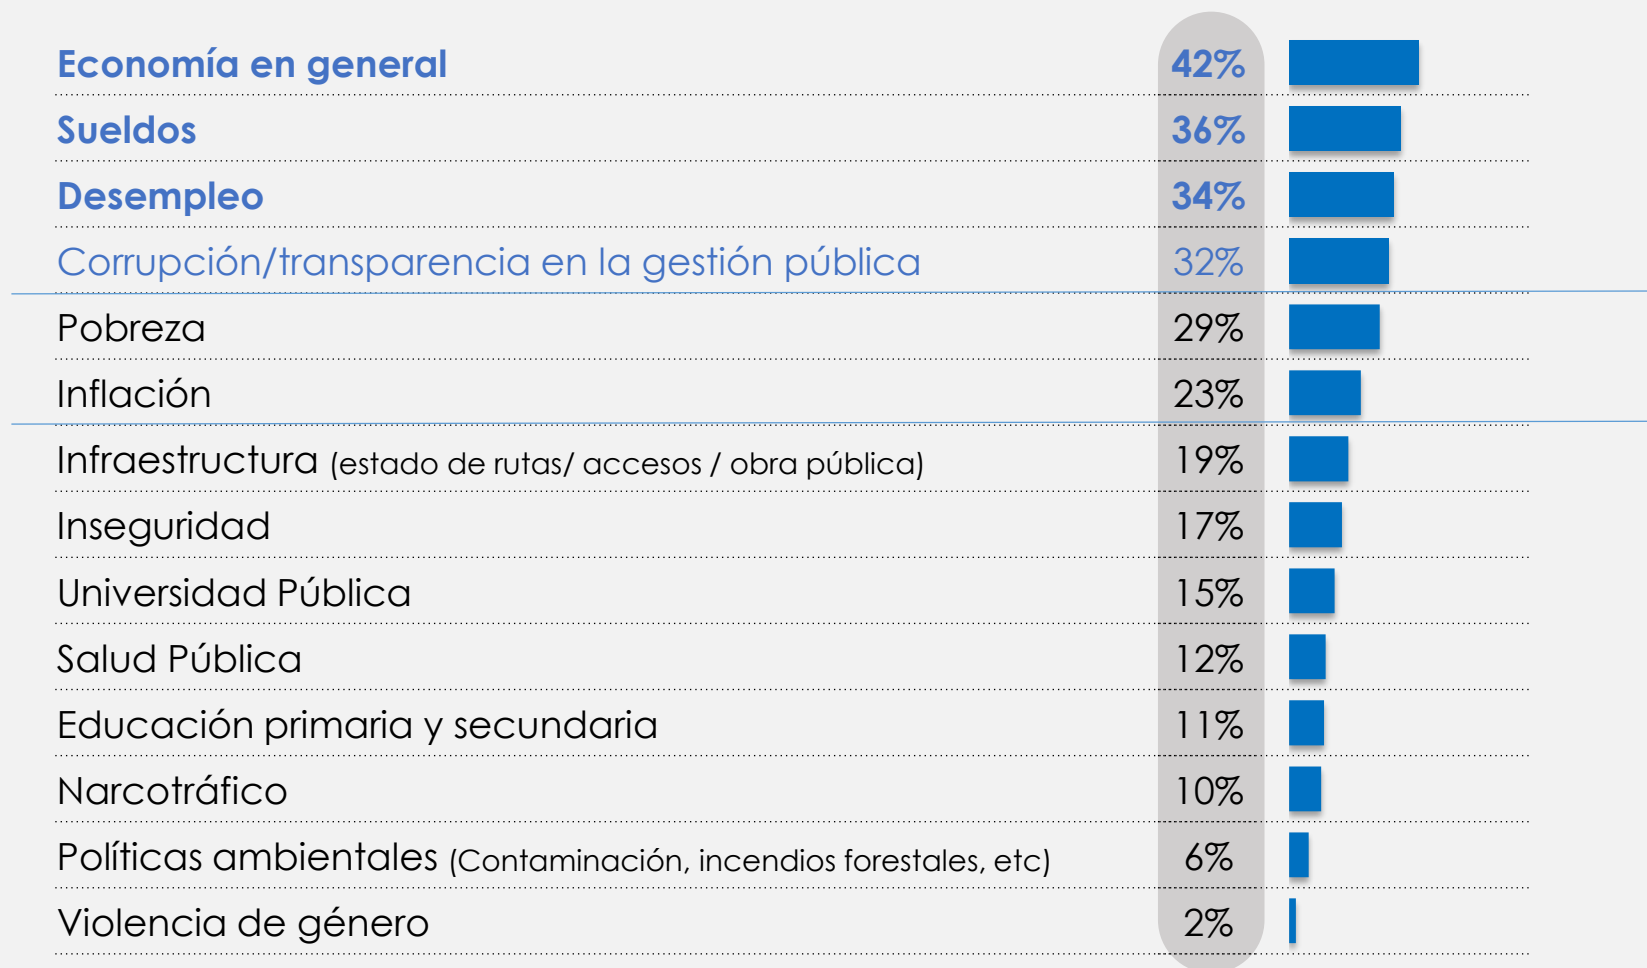 Economía en general 42%
Sueldos 36%
Desempleo 34%
Corrupción/transparencia en la gestión pública 32%
Pobreza 29%
Inflación 23%
Infraestructura (estado de rutas/ accesos / obra pública) 19%
Inseguridad 17%
Universidad Pública 15%
Salud Pública 12%
Educación primaria y secundaria 11%
Narcotráfico 10%
Políticas ambientales (Contaminación, incendios forestales, etc) 6%
Violencia de género 2%